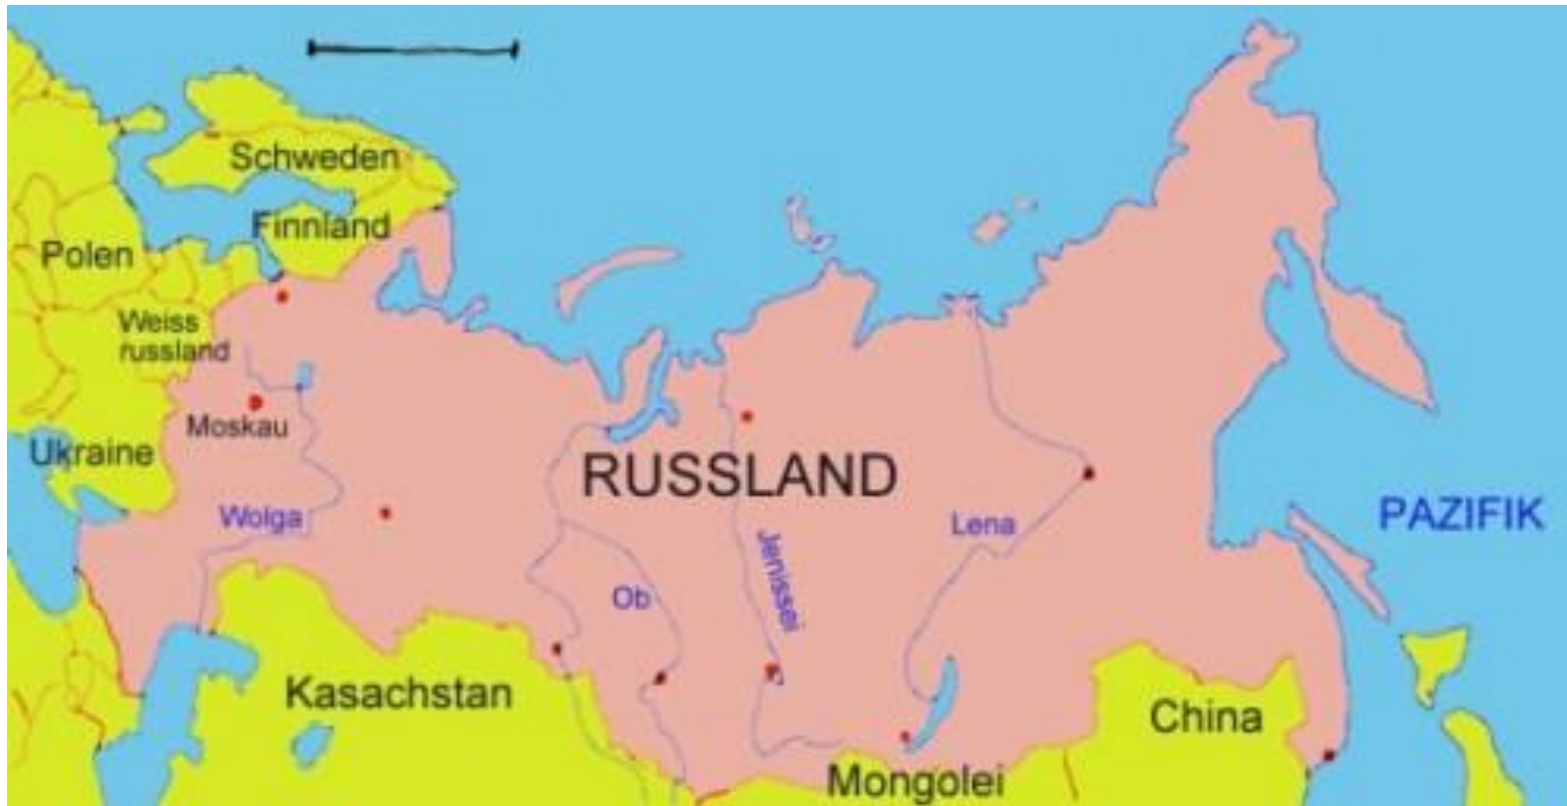 Schweden
Finnland
Polen
Weiss
russland
Moskau
Ukraine
RUSSLAND
Wolga
Lena
PAZIFIK
Jenissei
Ob
Kasachstan
China
Mongolei